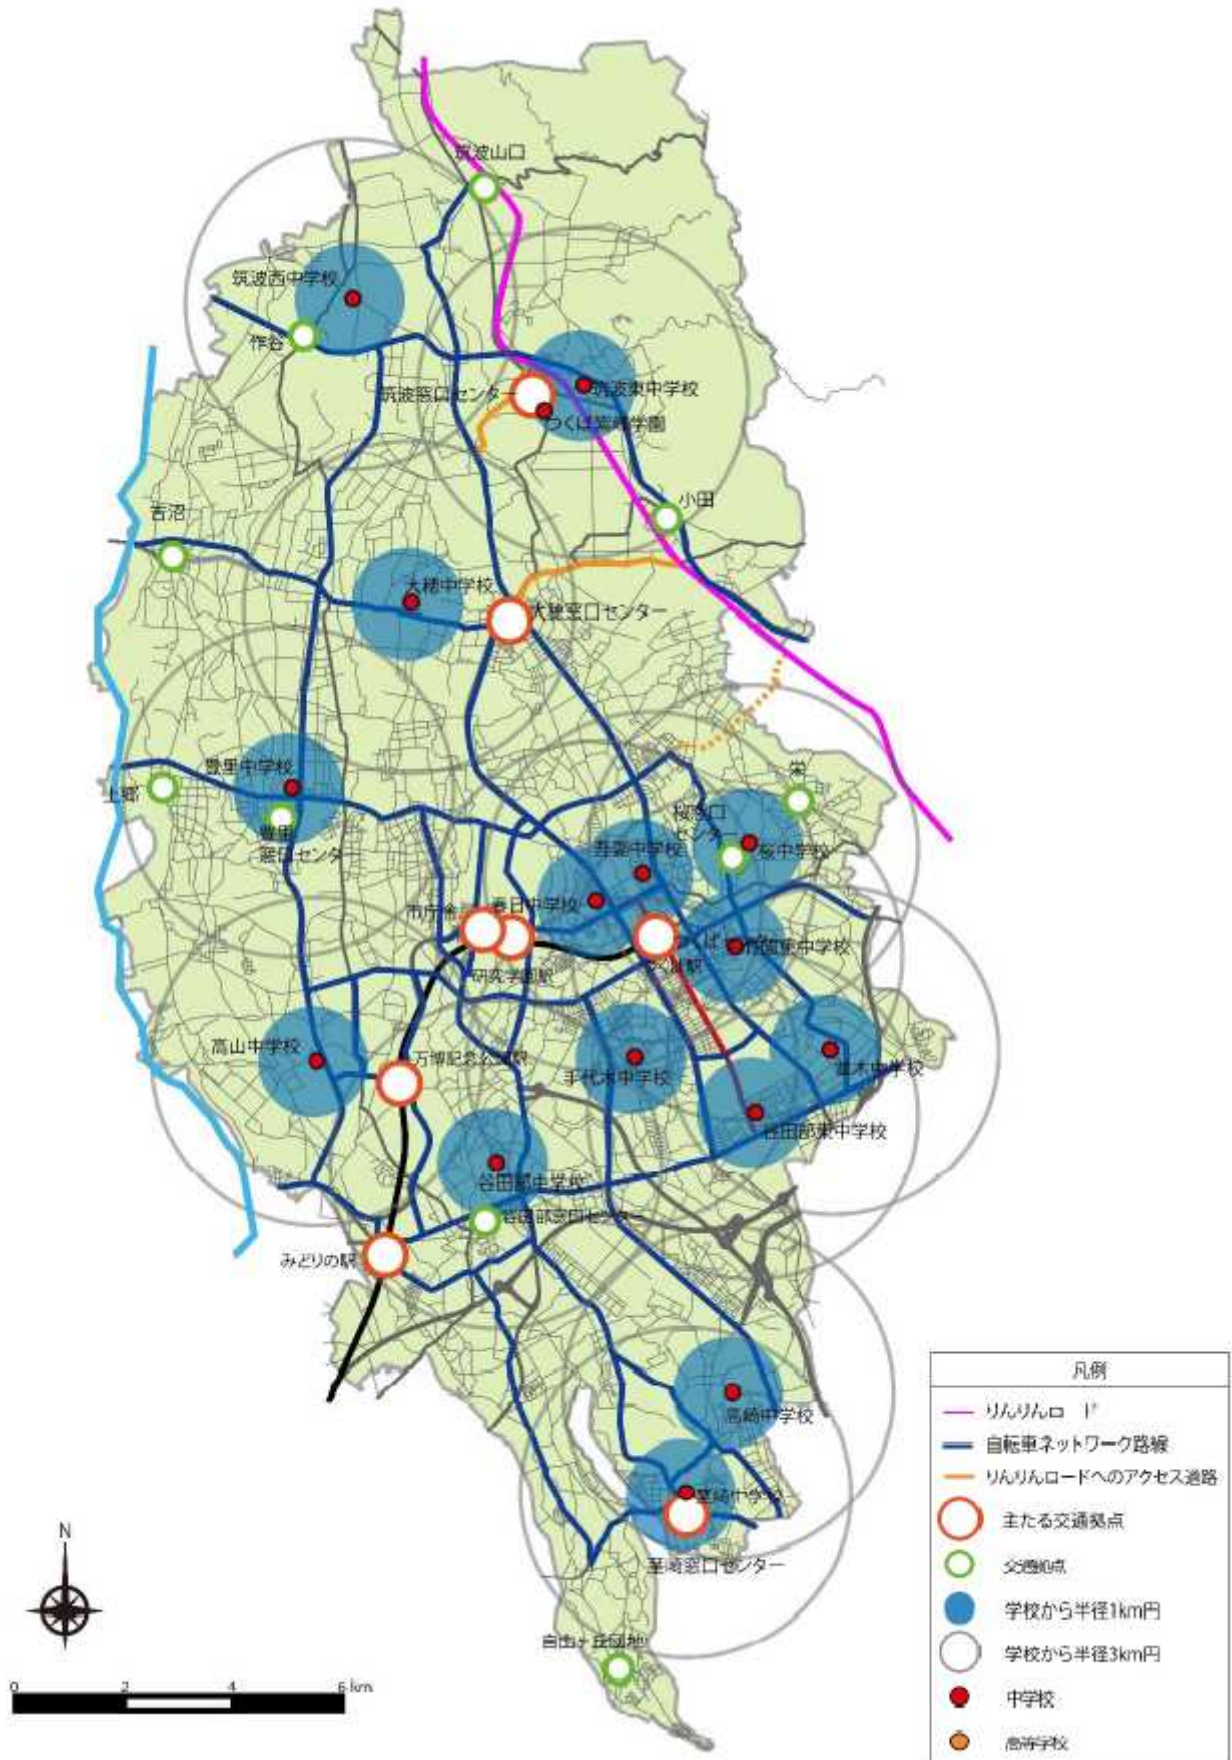 筑波山口
筑波西中学校
作谷
筑波窓口センター
筑波東中学校
小田
吉沼
大穂中学校
大穂窓口センター
豊里中学校
上郷
豊里
窓口センター
栄
桜窓口
センター
桜中学校
吾妻中学校
市庁舎
春日中学校
竹園東中学校
研究学園駅
高山中学校
万博記念公園駅
手代木中学校
並木中学校
谷田部東中学校
谷田部中学校
谷田部窓口センター
みどりの駅
高崎中学校
茎崎中学校
茎崎窓口センター
自由ヶ丘団地
N
0 2 4 6 km
凡例
りんりんロード
自転車ネットワーク路線
りんりんロードへのアクセス道路
主たる交通拠点
交通拠点
学校から半径1km円
学校から半径3km円
中学校
高等学校